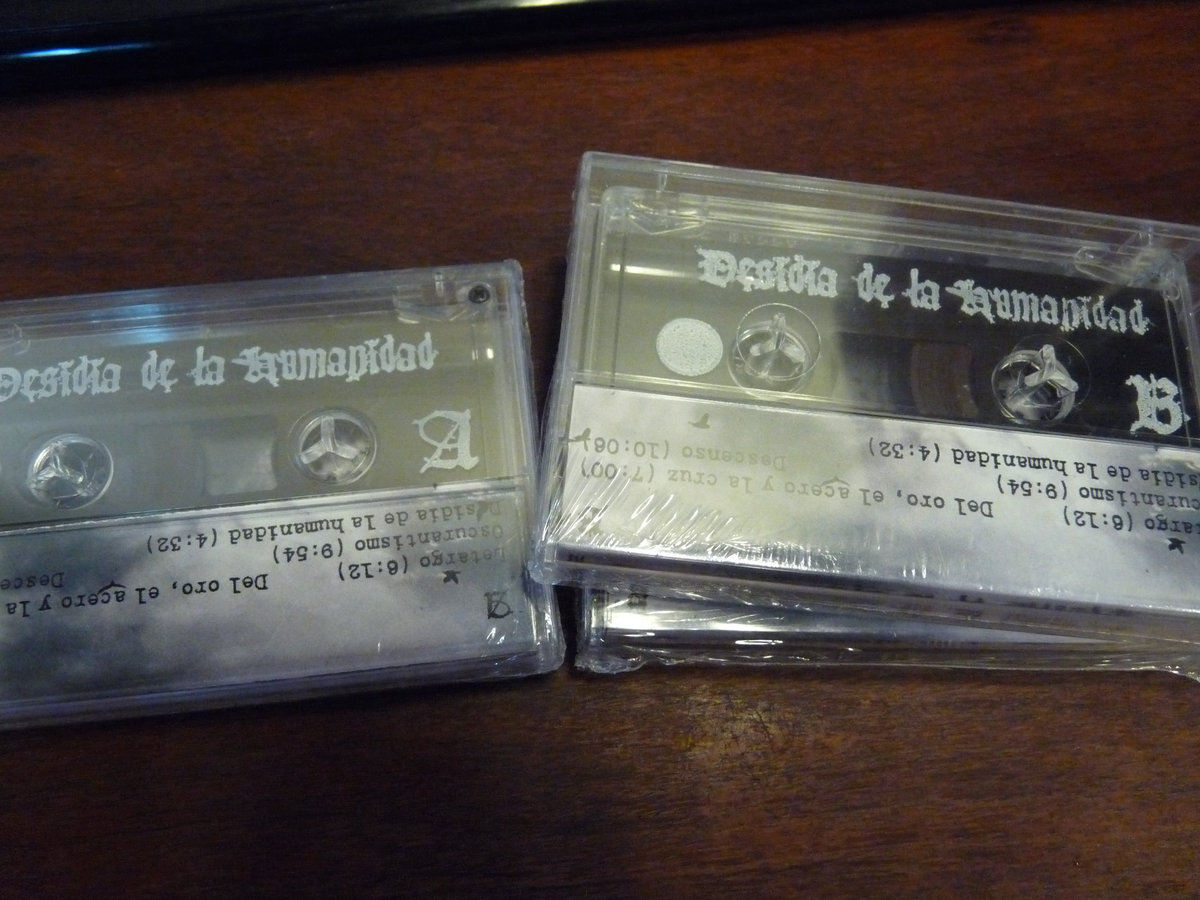 Desidia de la Humanidad
A
A
Letargo (6:12)
Oscurantismo (9:54)
Desidia de la humanidad (4:32)
Del oro, el acero y la
Desce
Desidia de la Humanidad
B
argo (6:12)
curantismo (9:54)
sidia de la humanidad (4:32)
Del oro, el acero y la cruz (7:00)
Descenso (10:06)